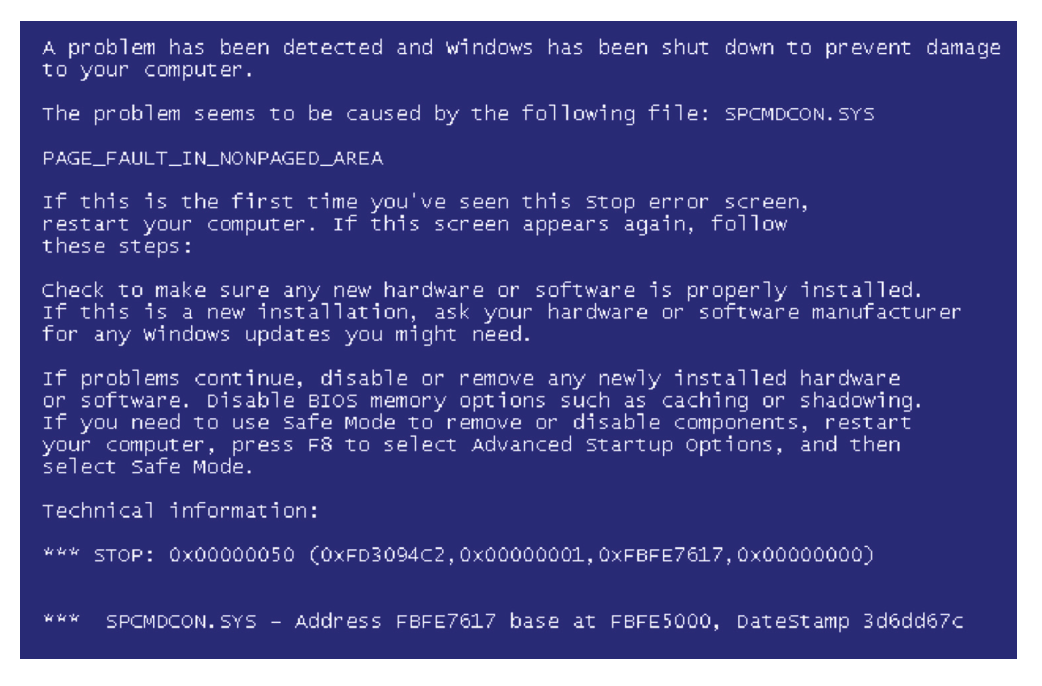 A problem has been detected and Windows has been shut down to prevent damage
to your computer.
The problem seems to be caused by the following file: SPCMDCON.SYS
PAGE_FAULT_IN_NONPAGED_AREA
If this is the first time you've seen this Stop error screen,
restart your computer. If this screen appears again, follow
these steps:
Check to make sure any new hardware or software is properly installed.
If this is a new installation, ask your hardware or software manufacturer
for any Windows updates you might need.
If problems continue, disable or remove any newly installed hardware
or software. Disable BIOS memory options such as caching or shadowing.
If you need to use Safe Mode to remove or disable components, restart
your computer, press F8 to select Advanced Startup Options, and then
select Safe Mode.
Technical information:
*** STOP: 0x00000050 (0xFD3094C2,0x00000001,0xFBFE7617,0x00000000)
*** SPCMDCON.SYS - Address FBFE7617 base at FBFE5000, DateStamp 3d6dd67c